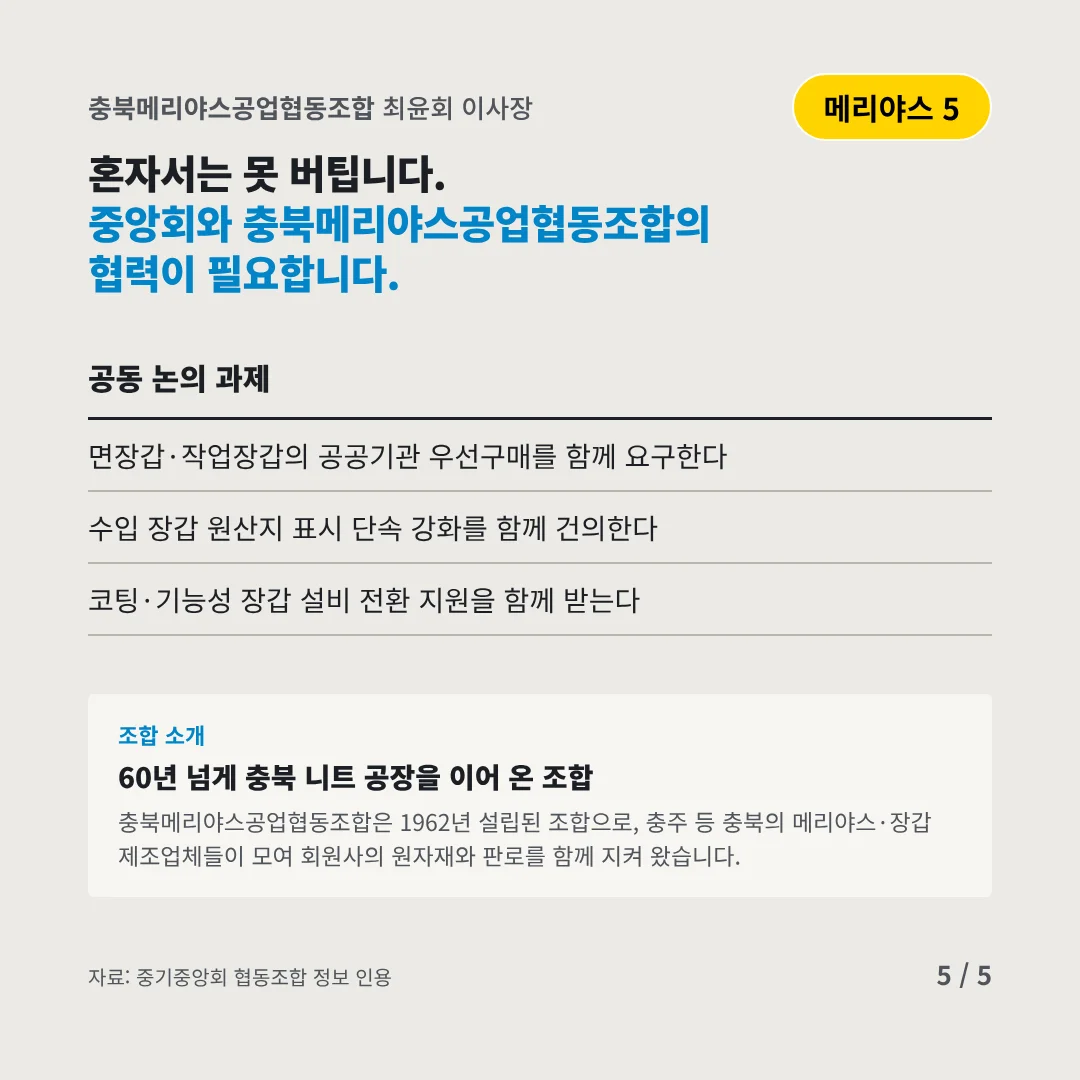 충북메리야스공업협동조합 최윤회 이사장
메리야스 5
혼자서는 못 버팁니다.
중앙회와 충북메리야스공업협동조합의
협력이 필요합니다.
공동 논의 과제
면장갑·작업장갑의 공공기관 우선구매를 함께 요구한다
수입 장갑 원산지 표시 단속 강화를 함께 건의한다
코팅·기능성 장갑 설비 전환 지원을 함께 받는다
조합 소개
60년 넘게 충북 니트 공장을 이어 온 조합
충북메리야스공업협동조합은 1962년 설립된 조합으로, 충주 등 충북의 메리야스·장갑
제조업체들이 모여 회원사의 원자재와 판로를 함께 지켜 왔습니다.
자료: 중기중앙회 협동조합 정보 인용
5 / 5